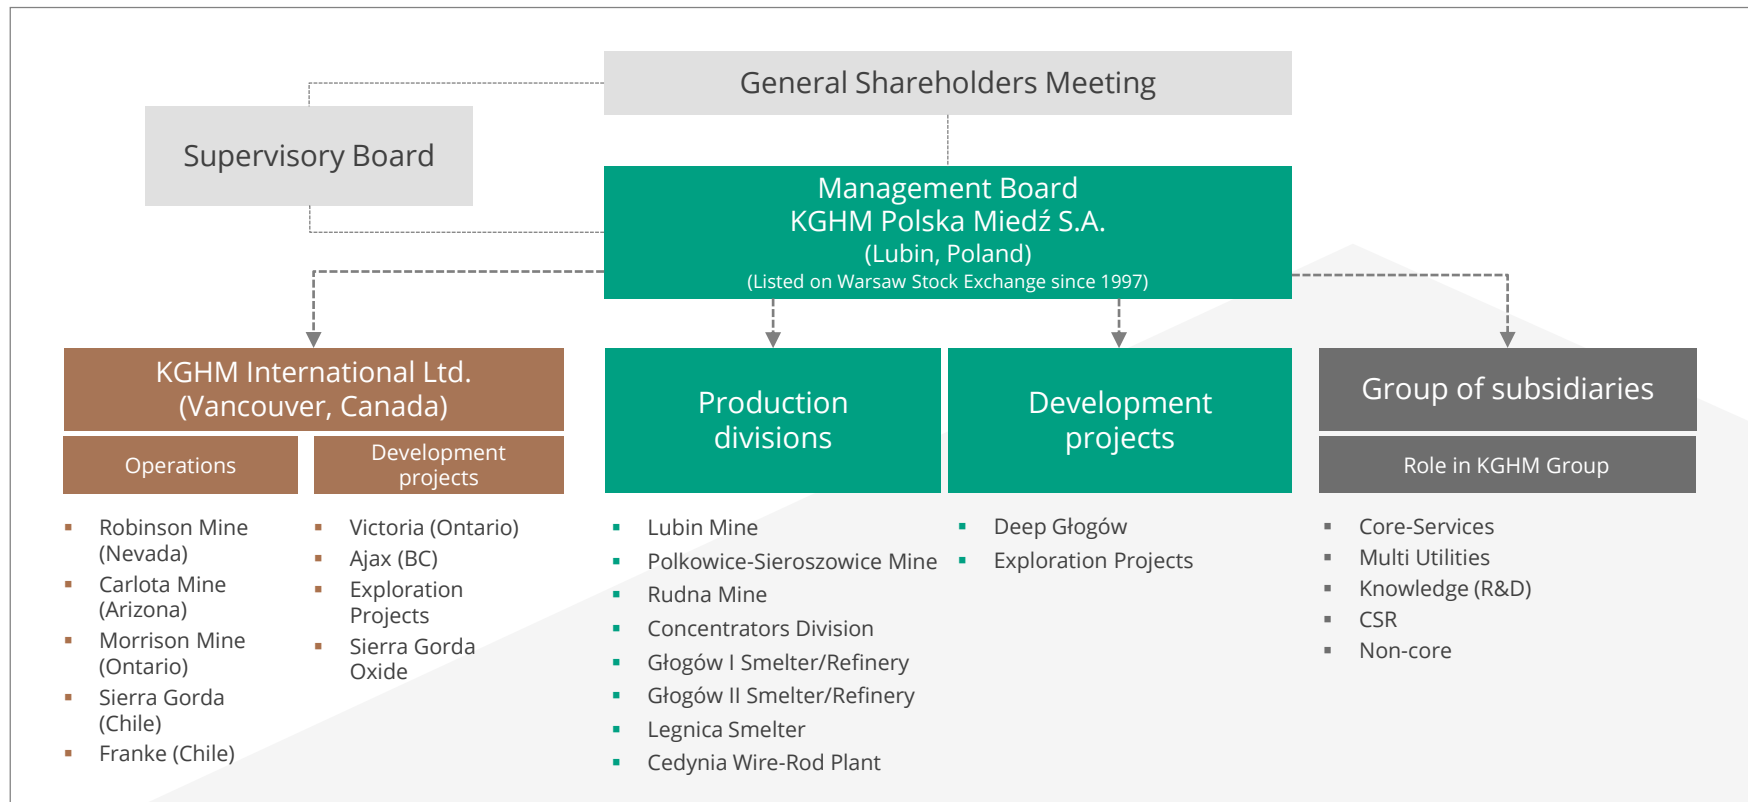 General Shareholders Meeting
Supervisory Board
Management Board
KGHM Polska Miedź S.A.
(Lubin, Poland)
(Listed on Warsaw Stock Exchange since 1997)
KGHM International Ltd.
(Vancouver, Canada)
Operations
Development
projects
Robinson Mine
(Nevada)
Carlota Mine
(Arizona)
Morrison Mine
(Ontario)
Sierra Gorda
(Chile)
Franke (Chile)
Victoria (Ontario)
Ajax (BC)
Exploration
Projects
Sierra Gorda
Oxide
Production
divisions
Lubin Mine
Polkowice-Sieroszowice Mine
Rudna Mine
Concentrators Division
Głogów I Smelter/Refinery
Głogów II Smelter/Refinery
Legnica Smelter
Cedynia Wire-Rod Plant
Development
projects
Deep Głogów
Exploration Projects
Group of subsidiaries
Role in KGHM Group
Core-Services
Multi Utilities
Knowledge (R&D)
CSR
Non-core